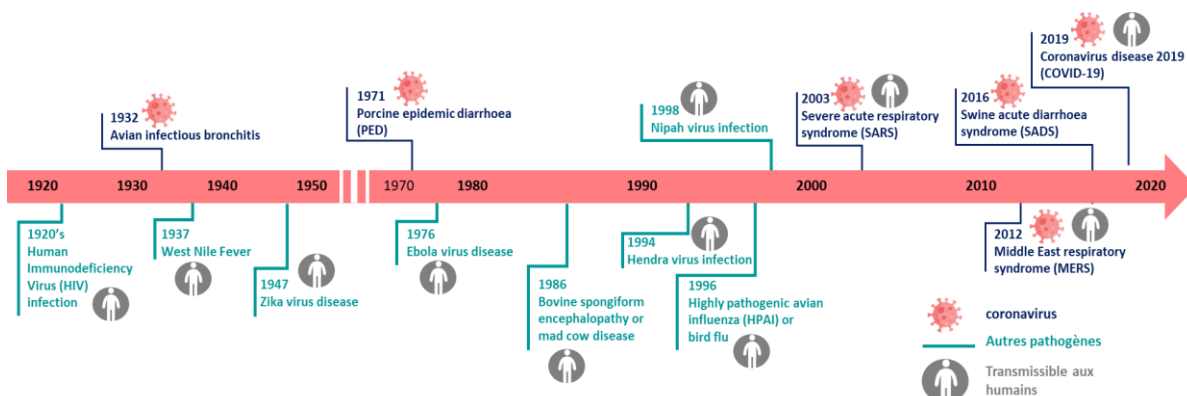 2019
Coronavirus disease 2019
(COVID-19)
1932
Avian infectious bronchitis
1971
Porcine epidemic diarrhoea
(PED)
1998
Nipah virus infection
2003
Severe acute respiratory
syndrome (SARS)
2016
Swine acute diarrhoea
syndrome (SADS)
1920 1930 1940 1950 1970 1980 1990 2000 2010 2020
1920's
Human
Immunodeficiency
Virus (HIV)
infection
1937
West Nile Fever
1947
Zika virus disease
1976
Ebola virus disease
1986
Bovine spongiform
encephalopathy or
mad cow disease
1994
Hendra virus infection
1996
Highly pathogenic avian
influenza (HPAI) or
bird flu
2012
Middle East respiratory
syndrome (MERS)
coronavirus
Autres pathogènes
Transmissible aux
humains